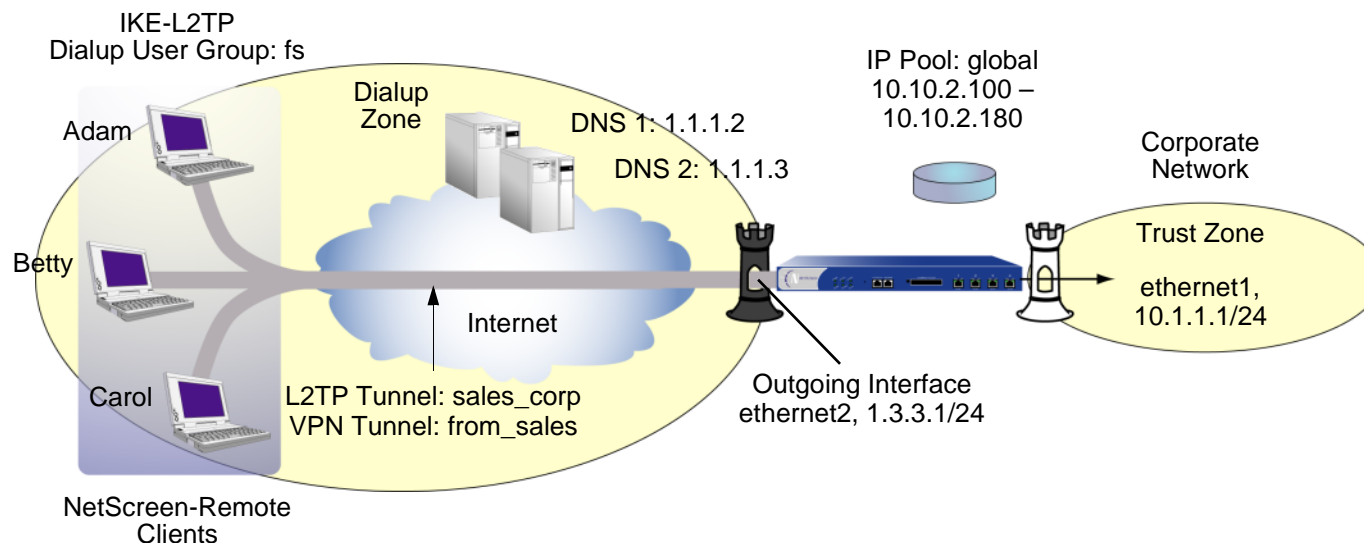 IKE-L2TP
Dialup User Group: fs
Adam
Betty
Carol
NetScreen-Remote
Clients
Dialup
Zone
DNS 1: 1.1.1.2
DNS 2: 1.1.1.3
Internet
L2TP Tunnel: sales_corp
VPN Tunnel: from_sales
IP Pool: global
10.10.2.100 –
10.10.2.180
Outgoing Interface
ethernet2, 1.3.3.1/24
Corporate
Network
Trust Zone
ethernet1,
10.1.1.1/24